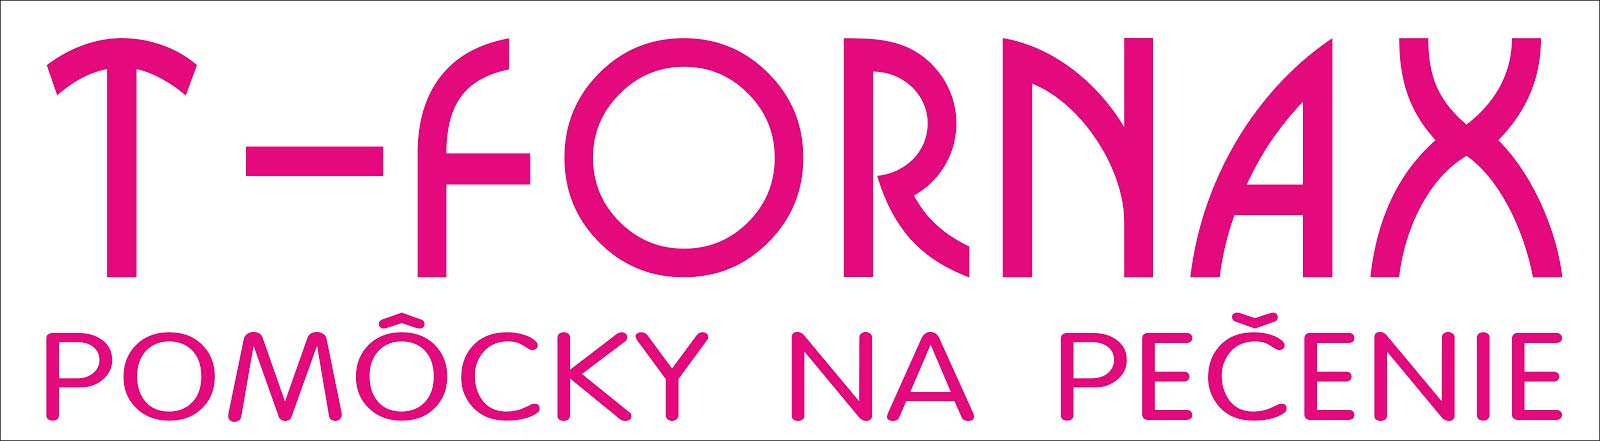 T-FORNAX
POMÔCKY NA PEČENIE